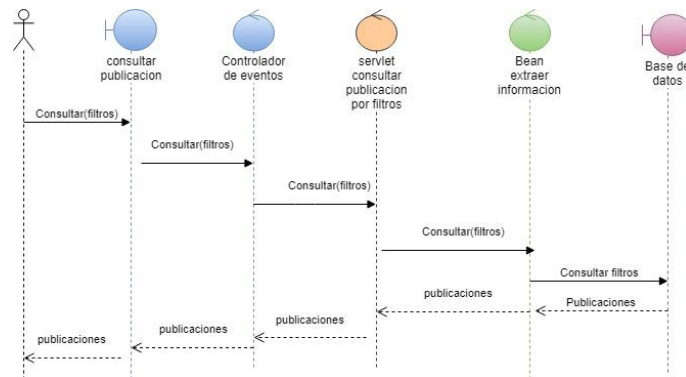 consultar
publicacion
Controlador
de eventos
servlet
consultar
publicacion
por filtros
Bean
extraer
informacion
Base de
datos
Consultar(filtros)
Consultar(filtros)
Consultar(filtros)
Consultar(filtros)
Consultar filtros
Publicaciones
publicaciones
publicaciones
publicaciones
publicaciones